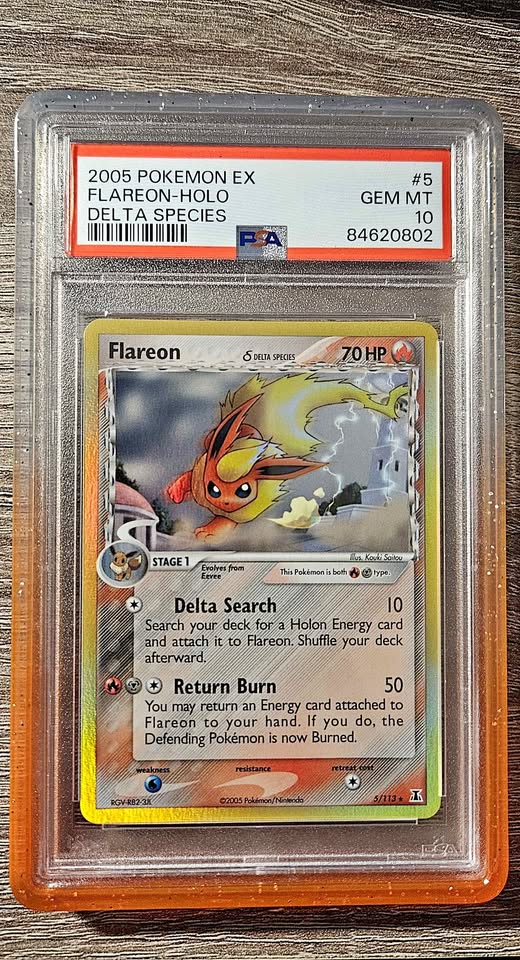 2005 POKEMON EX #5
FLAREON-HOLO GEM MT
DELTA SPECIES 10
PSA 84620802
Flareon δ DELTA SPECIES 70 HP
STAGE 1 Evolves from Eevee
Illus. Kouki Saitou
This Pokémon is both type.
Delta Search 10
Search your deck for a Holon Energy card
and attach it to Flareon. Shuffle your deck
afterward.
Return Burn 50
You may return an Energy card attached to
Flareon to your hand. If you do, the
Defending Pokémon is now Burned.
weakness resistance retreat cost
©2005 Pokémon/Nintendo 5/113 ★
PSA